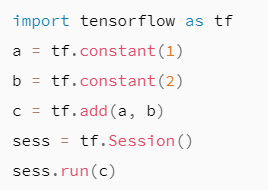 import tensorflow as tf
a = tf.constant(1)
b = tf.constant(2)
c = tf.add(a, b)
sess = tf.Session()
sess.run(c)